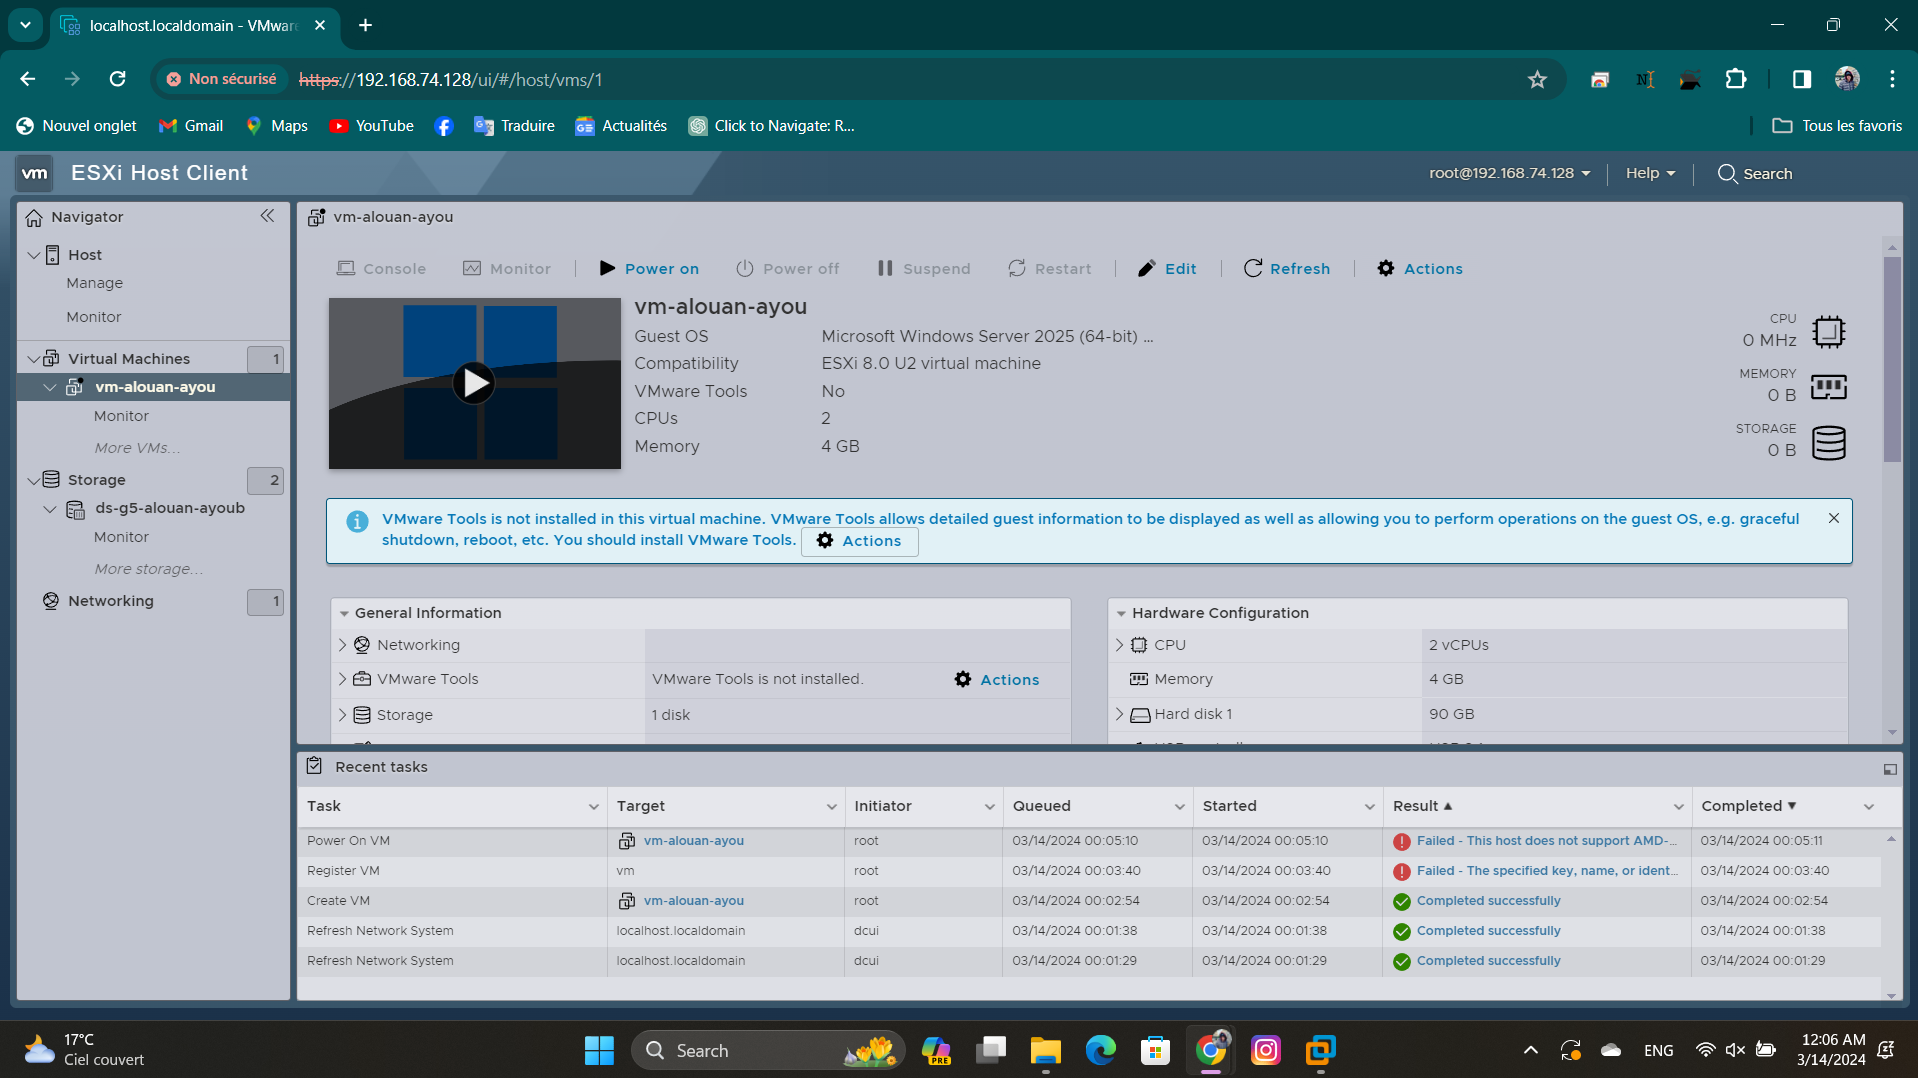 localhost.localdomain - VMware
Non sécurisé
https://192.168.74.128/ui/#/host/vms/1
Nouvel onglet
Gmail
Maps
YouTube
Traduire
Actualités
Click to Navigate: R...
Tous les favoris
vm ESXi Host Client
root@192.168.74.128
Help
Search
Navigator
Host
Manage
Monitor
Virtual Machines 1
vm-alouan-ayou
Monitor
More VMs...
Storage 2
ds-g5-alouan-ayoub
Monitor
More storage...
Networking 1
vm-alouan-ayou
Console Monitor Power on Power off Suspend Restart Edit Refresh Actions
vm-alouan-ayou
Guest OS Microsoft Windows Server 2025 (64-bit) ...
Compatibility ESXi 8.0 U2 virtual machine
VMware Tools No
CPUs 2
Memory 4 GB
CPU
0 MHz
MEMORY
0 B
STORAGE
0 B
VMware Tools is not installed in this virtual machine. VMware Tools allows detailed guest information to be displayed as well as allowing you to perform operations on the guest OS, e.g. graceful
shutdown, reboot, etc. You should install VMware Tools. Actions
General Information
Networking
VMware Tools VMware Tools is not installed. Actions
Storage 1 disk
Hardware Configuration
CPU 2 vCPUs
Memory 4 GB
Hard disk 1 90 GB
Recent tasks
Task Target Initiator Queued Started Result Completed
Power On VM vm-alouan-ayou root 03/14/2024 00:05:10 03/14/2024 00:05:10 Failed - This host does not support AMD-... 03/14/2024 00:05:11
Register VM vm root 03/14/2024 00:03:40 03/14/2024 00:03:40 Failed - The specified key, name, or ident... 03/14/2024 00:03:40
Create VM vm-alouan-ayou root 03/14/2024 00:02:54 03/14/2024 00:02:54 Completed successfully 03/14/2024 00:02:54
Refresh Network System localhost.localdomain dcui 03/14/2024 00:01:38 03/14/2024 00:01:38 Completed successfully 03/14/2024 00:01:38
Refresh Network System localhost.localdomain dcui 03/14/2024 00:01:29 03/14/2024 00:01:29 Completed successfully 03/14/2024 00:01:29
17°C
Ciel couvert
Search
PRE
ENG
12:06 AM
3/14/2024